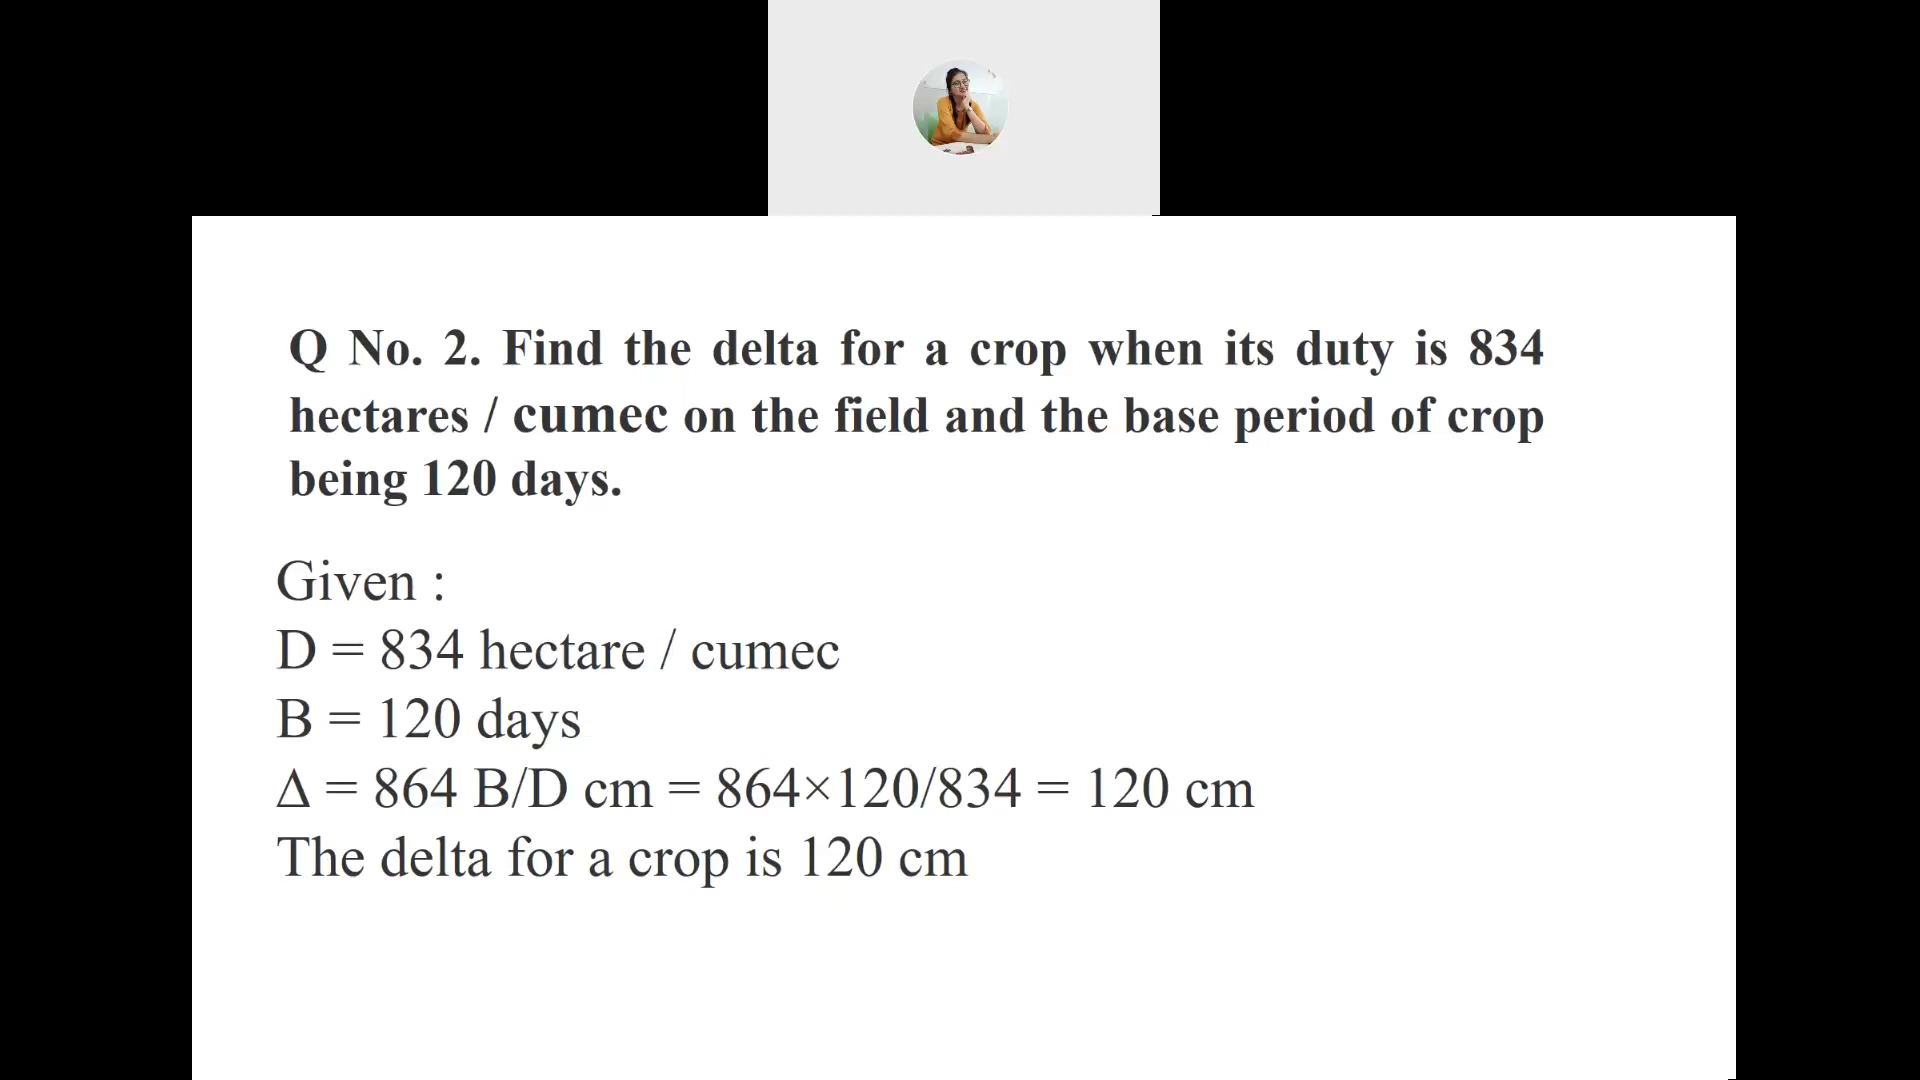 Q No. 2. Find the delta for a crop when its duty is 834
hectares / cumec on the field and the base period of crop
being 120 days.
Given :
D = 834 hectare / cumec
B = 120 days
Δ = 864 B/D cm = 864×120/834 = 120 cm
The delta for a crop is 120 cm